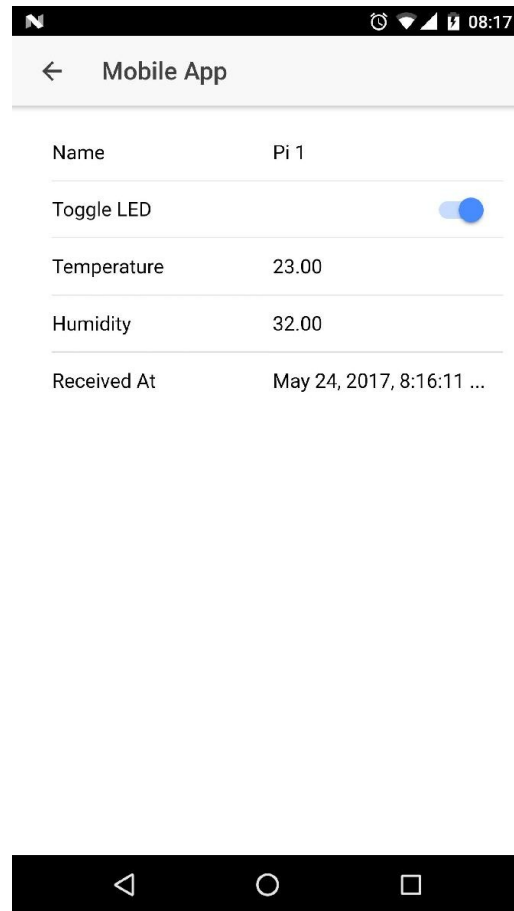 08:17
Mobile App
Name Pi 1
Toggle LED
Temperature 23.00
Humidity 32.00
Received At May 24, 2017, 8:16:11 ...